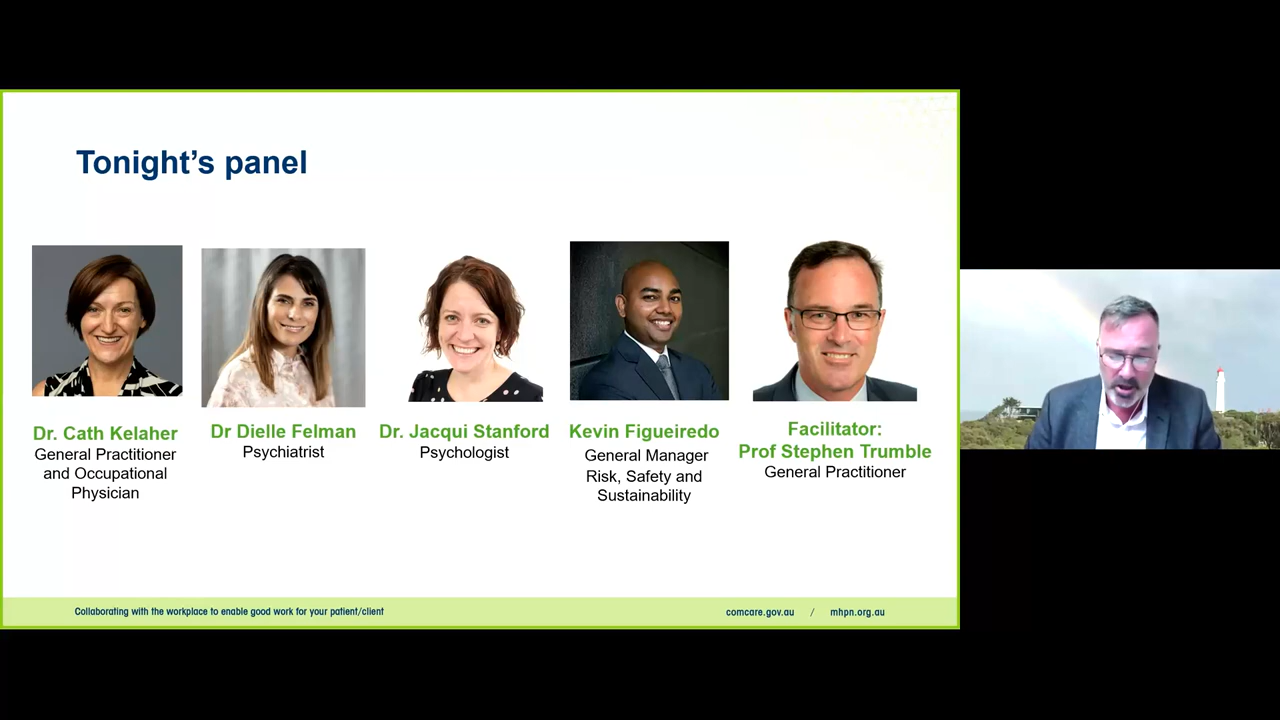 Tonight’s panel
Dr. Cath Kelaher
General Practitioner
and Occupational
Physician
Dr Dielle Felman
Psychiatrist
Dr. Jacqui Stanford
Psychologist
Kevin Figueiredo
General Manager
Risk, Safety and
Sustainability
Facilitator:
Prof Stephen Trumble
General Practitioner
Collaborating with the workplace to enable good work for your patient/client
comcare.gov.au / mhpn.org.au